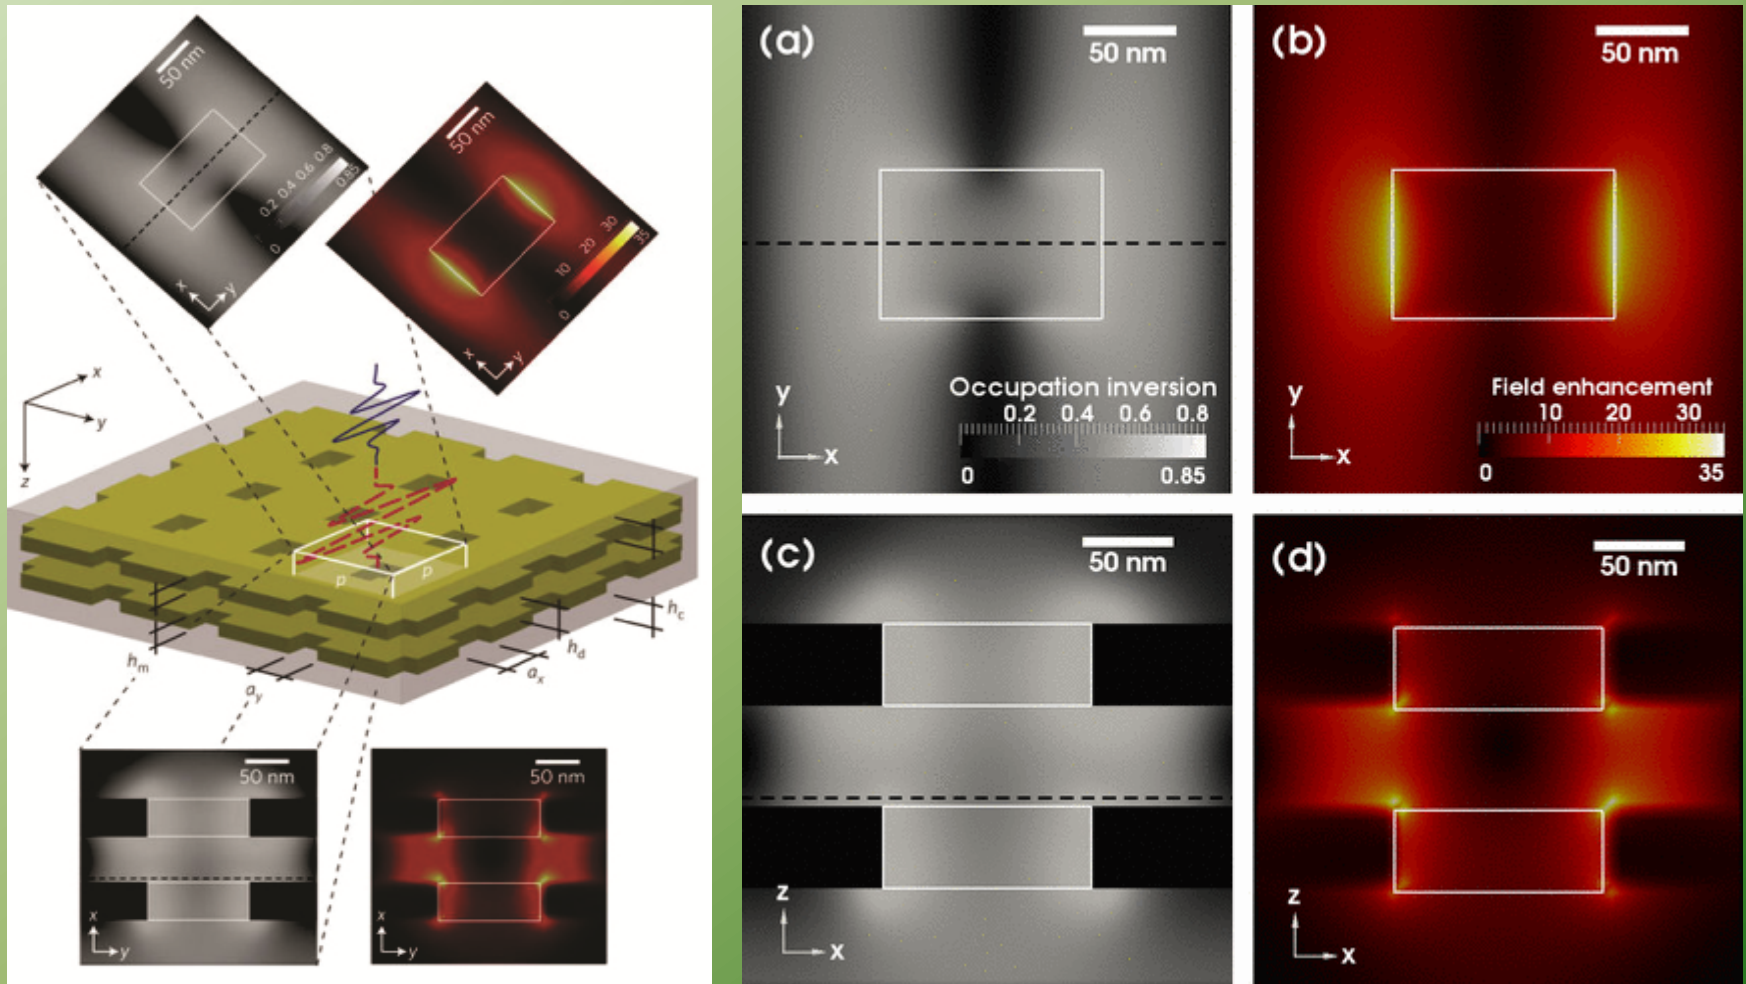 50 nm
0.2 0.4 0.6 0.8
0
0.85
x
y
50 nm
10 20 30
0
35
x
y
x
y
z
p
p
h_c
h_d
h_m
a_x
a_y
50 nm
x
y
50 nm
x
y
(a)
50 nm
Occupation inversion
0.2 0.4 0.6 0.8
0 0.85
y
x
(b)
50 nm
Field enhancement
10 20 30
0 35
y
x
(c)
50 nm
z
x
(d)
50 nm
z
x